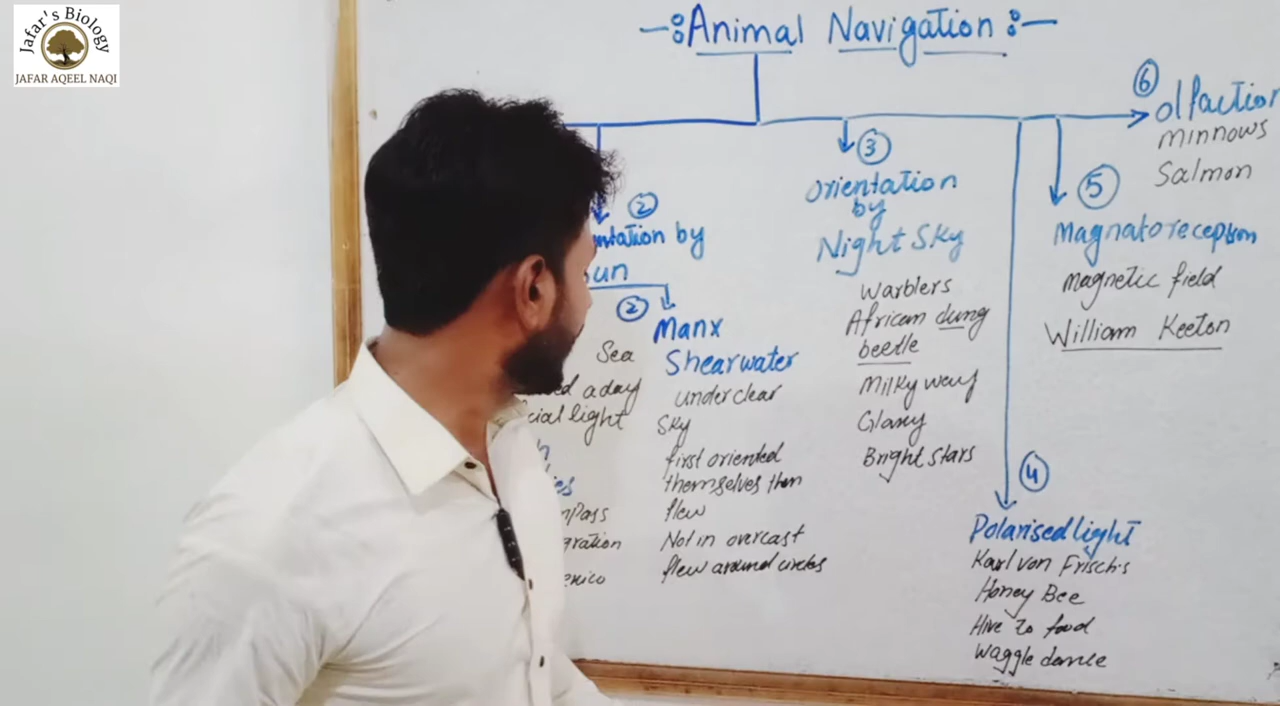 Jafar's Biology
JAFAR AQEEL NAQI
Animal Navigation
②
ntation by
un
Sea
a day
cial light
mpass
gration
exico
②
Manx
Shearwater
under clear
Sky
first oriented
themselves then
flew
Not in overcast
flew around circles
③
Orientation
by
Night Sky
Warblers
African dung
beetle
Milky way
Glaxy
Bright stars
④
Polarised light
Karl von Frisch's
Honey Bee
Hive to food
Waggle dance
⑤
Magnatoreception
Magnetic field
William Keeton
⑥
Olfaction
Minnows
Salmon